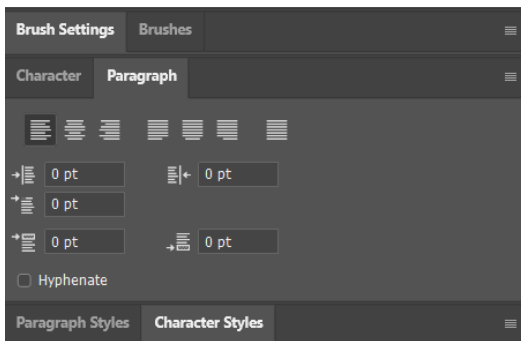 Brush Settings Brushes
Character Paragraph
0 pt 0 pt
0 pt
0 pt 0 pt
Hyphenate
Paragraph Styles Character Styles